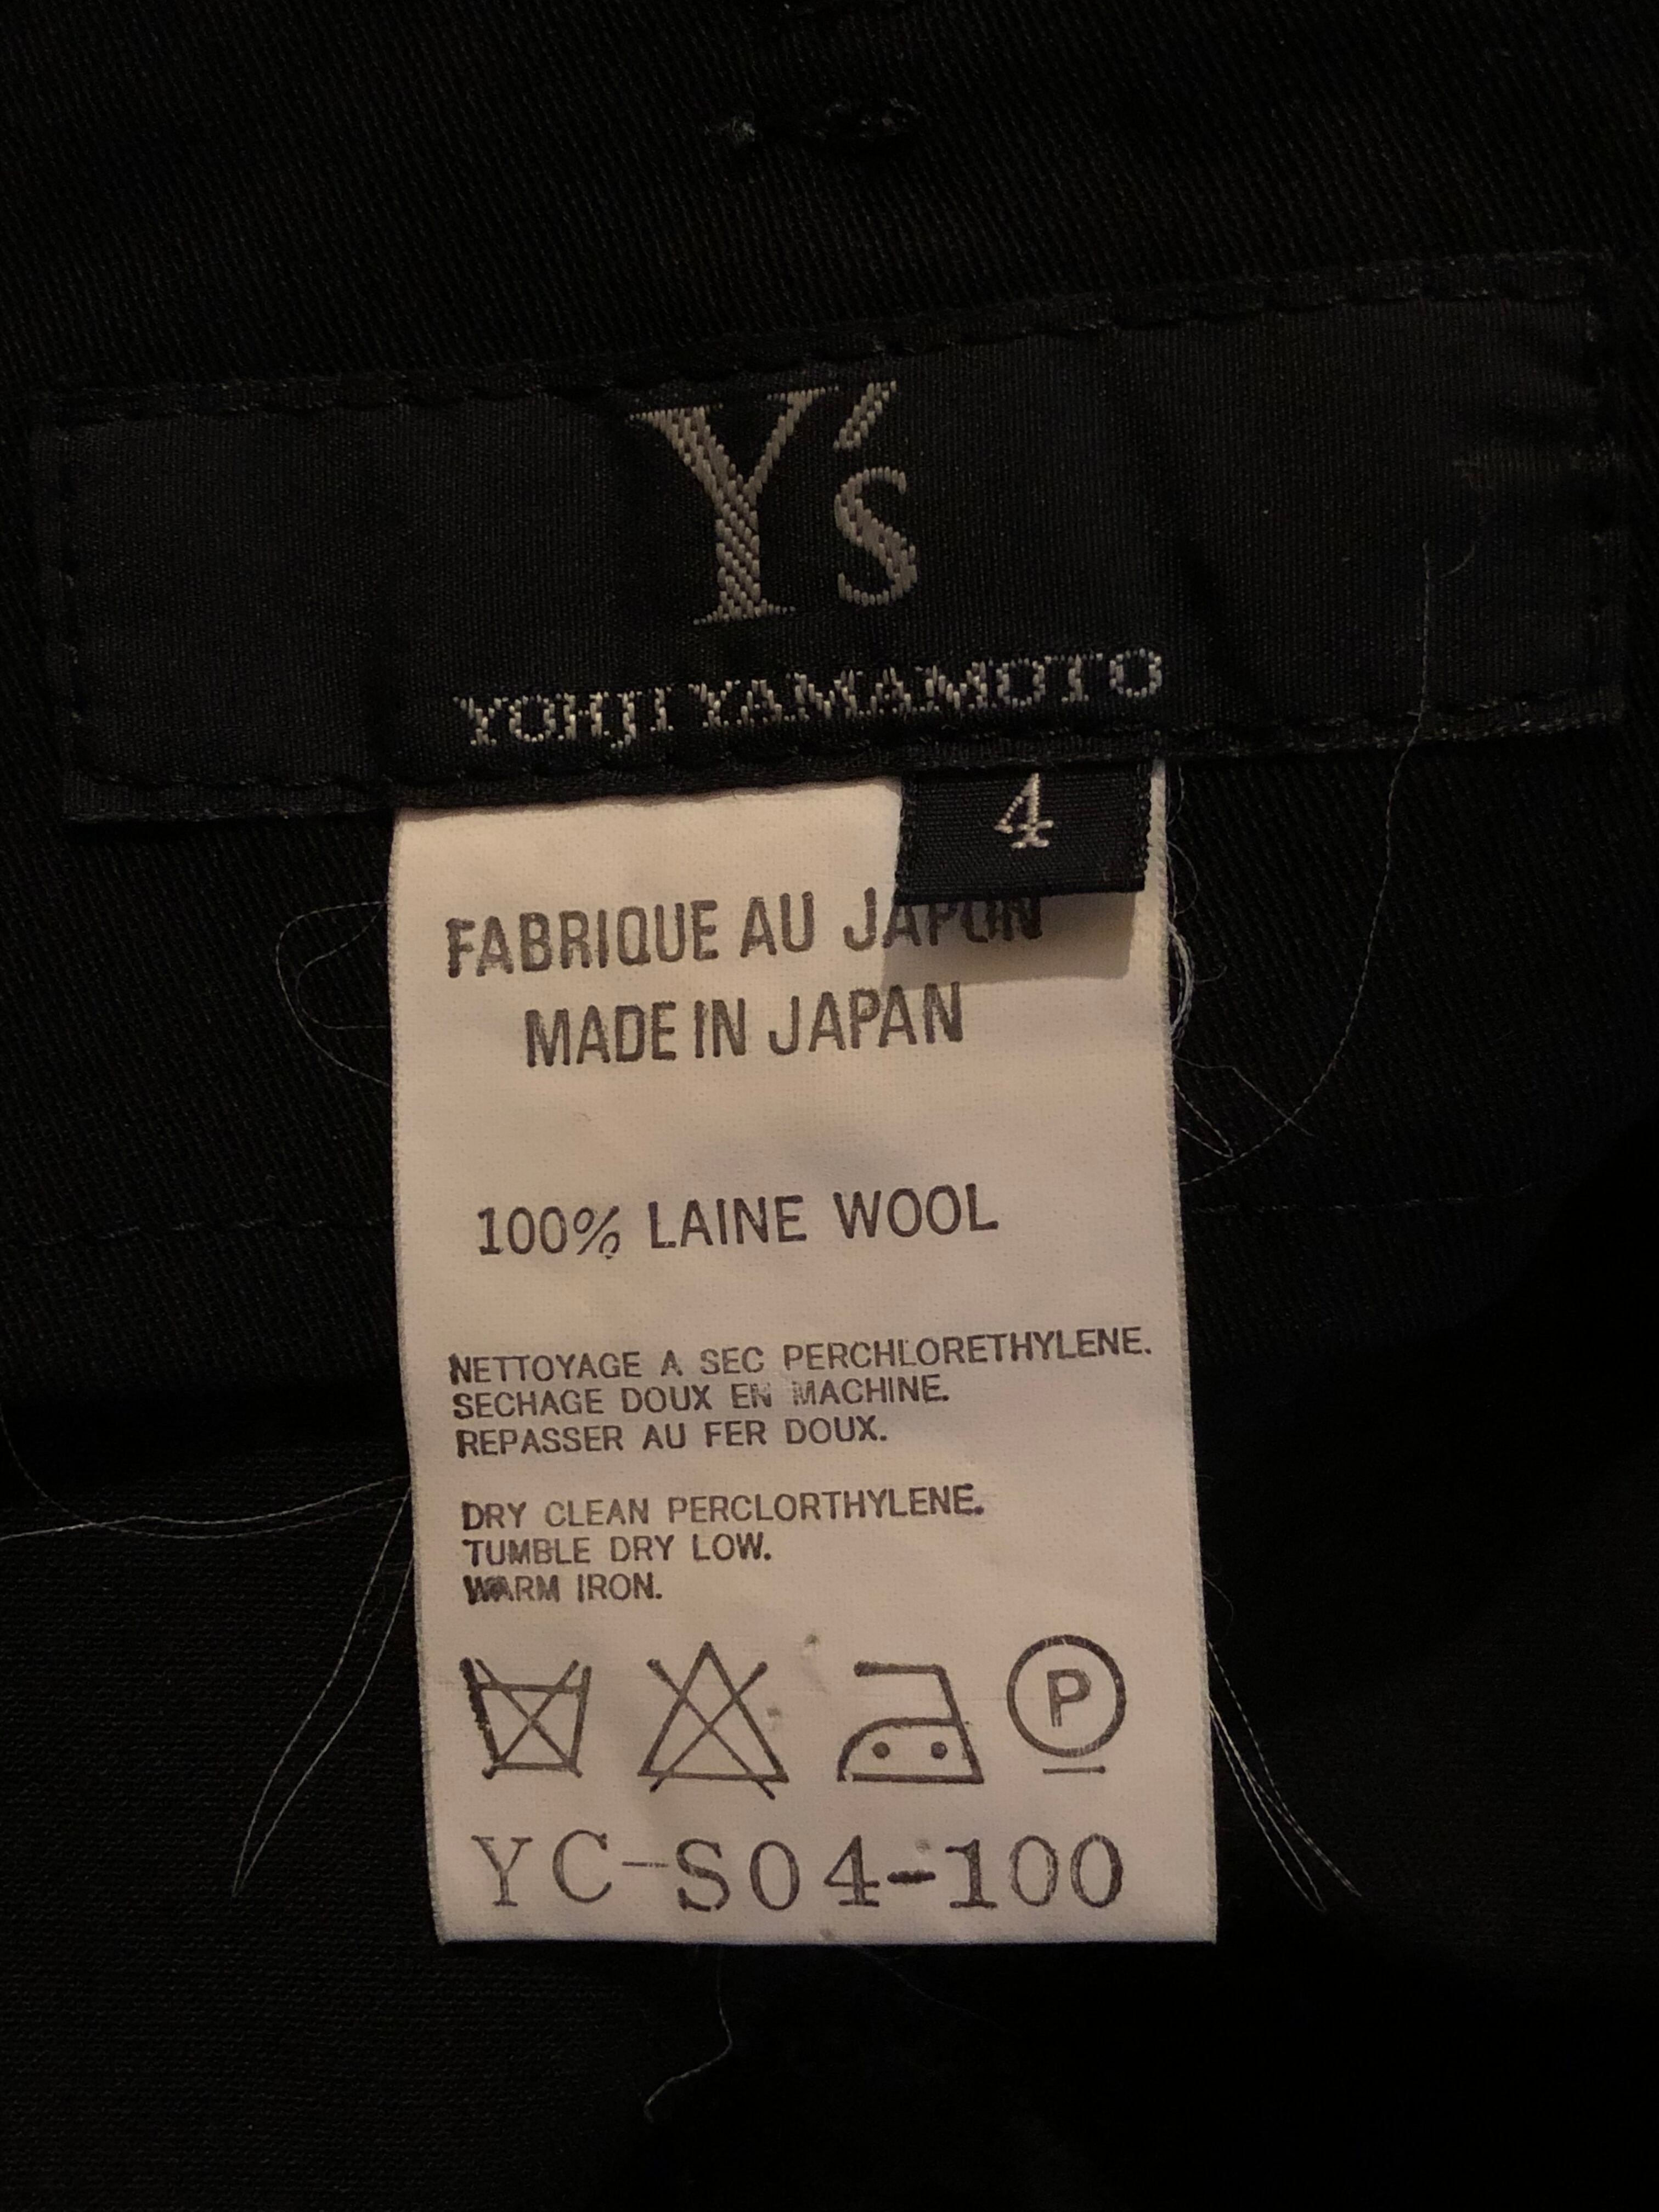 Y's
YOHJI YAMAMOTO
4
FABRIQUE AU JAPON
MADE IN JAPAN
100% LAINE WOOL
NETTOYAGE A SEC PERCHLORETHYLENE.
SECHAGE DOUX EN MACHINE.
REPASSER AU FER DOUX.
DRY CLEAN PERCLORTHYLENE.
TUMBLE DRY LOW.
WARM IRON.
P
YC-S04-100